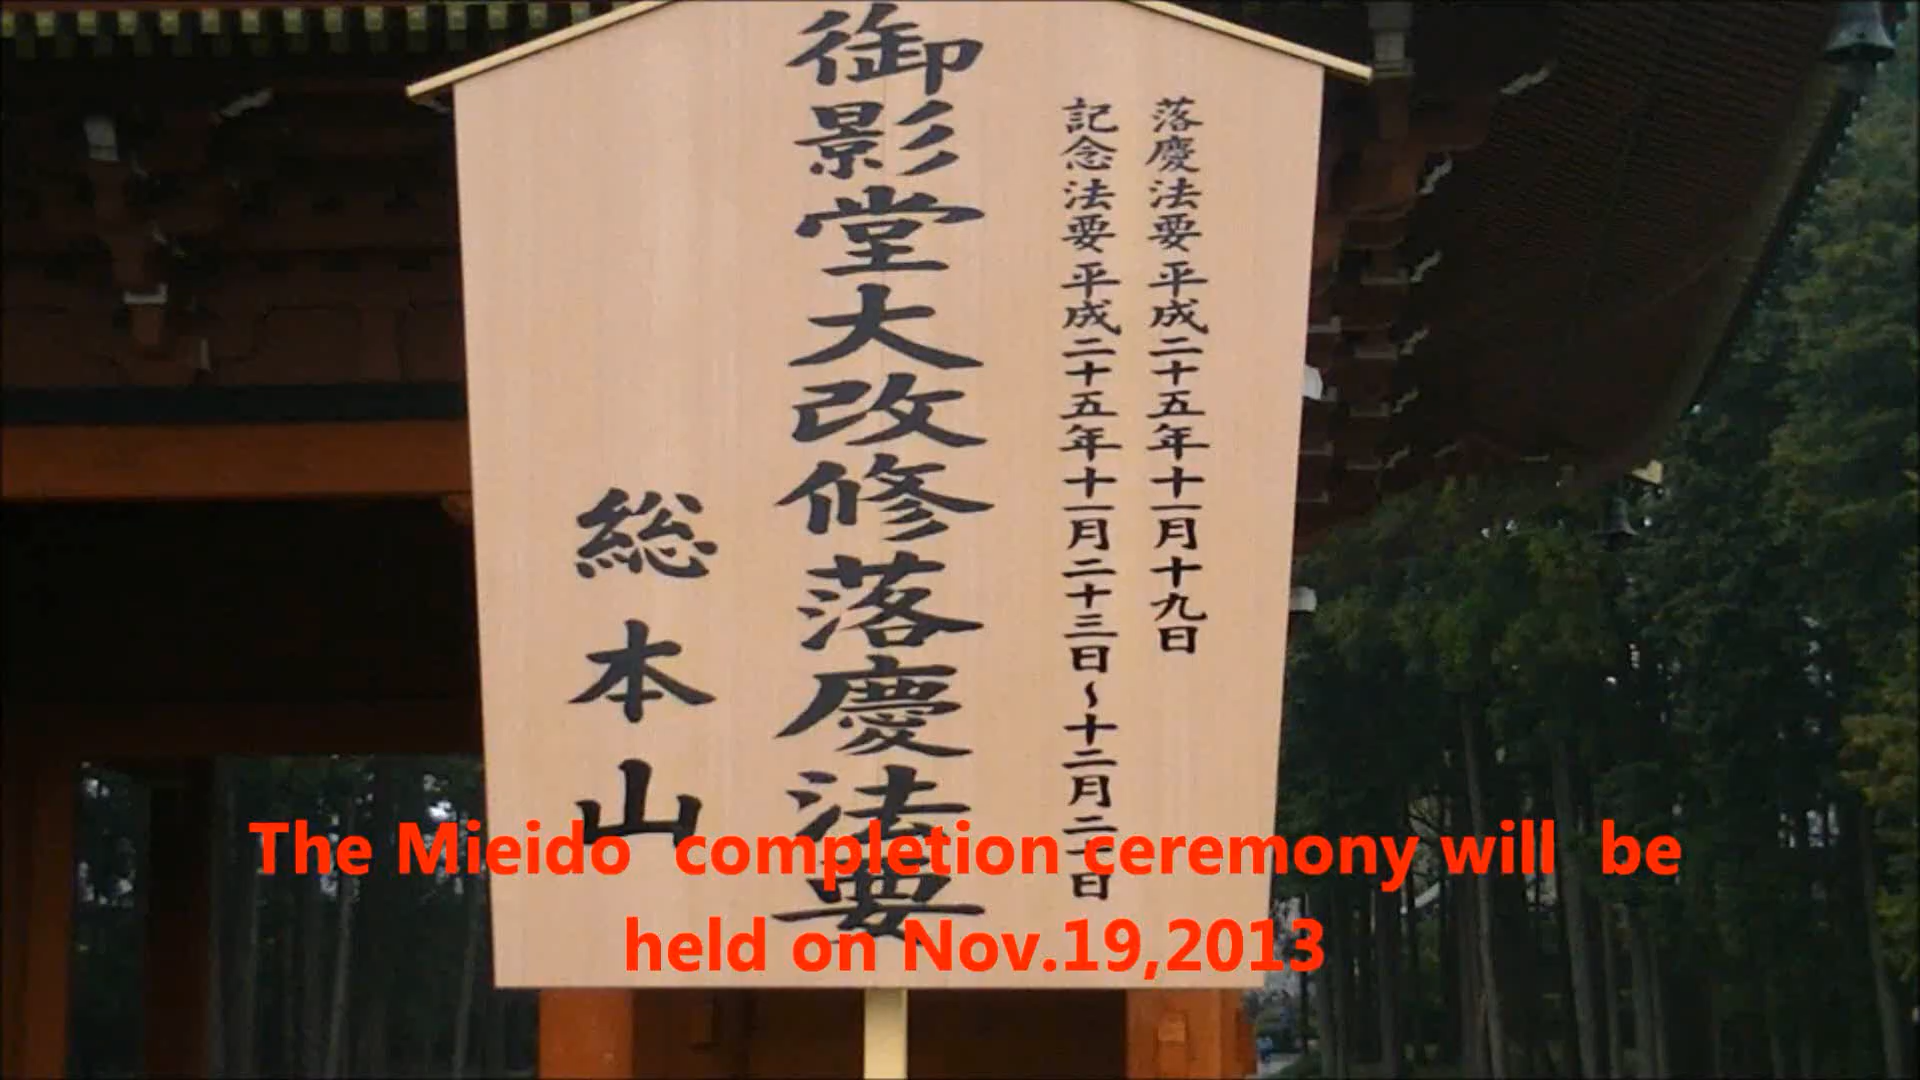 落慶法要平成二十五年十一月十九日
記念法要平成二十五年十一月二十三日~十二月二十日
御影堂大改修落慶法要
総本山
The Mieido completion ceremony will be
held on Nov.19,2013